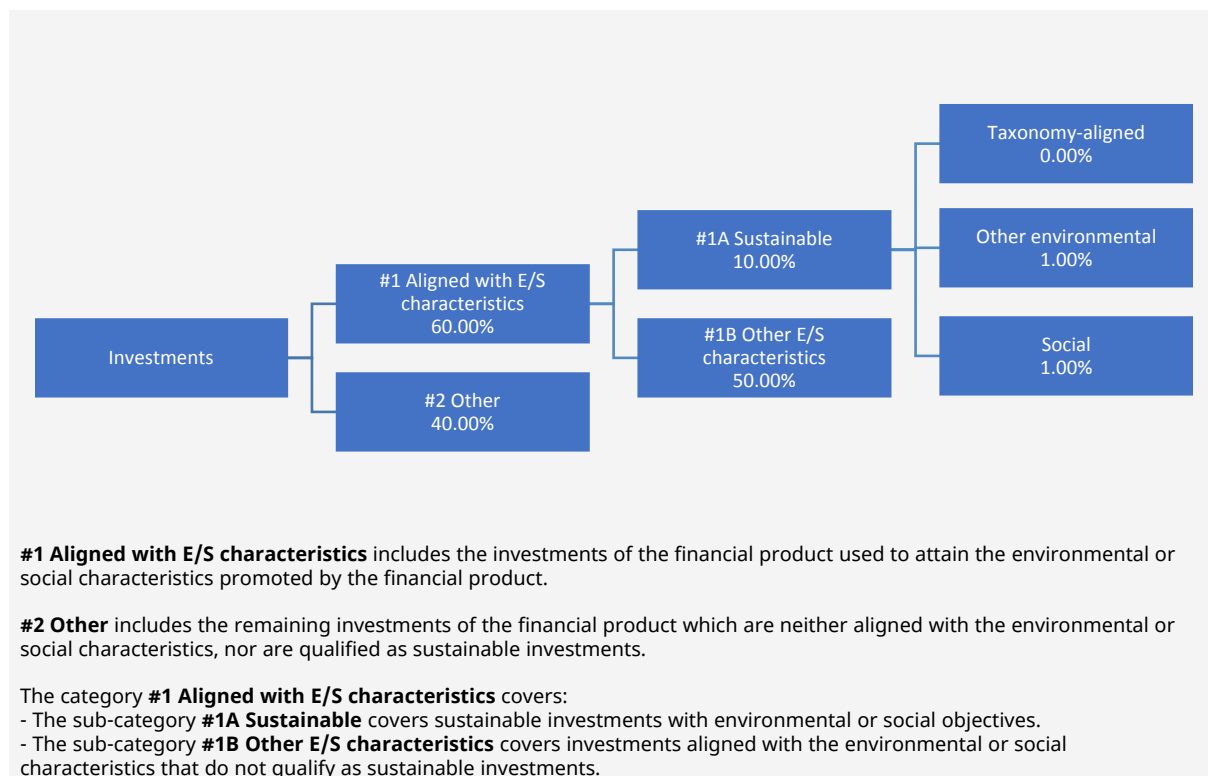 Investments
#1 Aligned with E/S
characteristics
60.00%
#2 Other
40.00%
#1A Sustainable
10.00%
#1B Other E/S
characteristics
50.00%
Taxonomy-aligned
0.00%
Other environmental
1.00%
Social
1.00%
#1 Aligned with E/S characteristics includes the investments of the financial product used to attain the environmental or
social characteristics promoted by the financial product.
#2 Other includes the remaining investments of the financial product which are neither aligned with the environmental or
social characteristics, nor are qualified as sustainable investments.
The category #1 Aligned with E/S characteristics covers:
- The sub-category #1A Sustainable covers sustainable investments with environmental or social objectives.
- The sub-category #1B Other E/S characteristics covers investments aligned with the environmental or social
characteristics that do not qualify as sustainable investments.